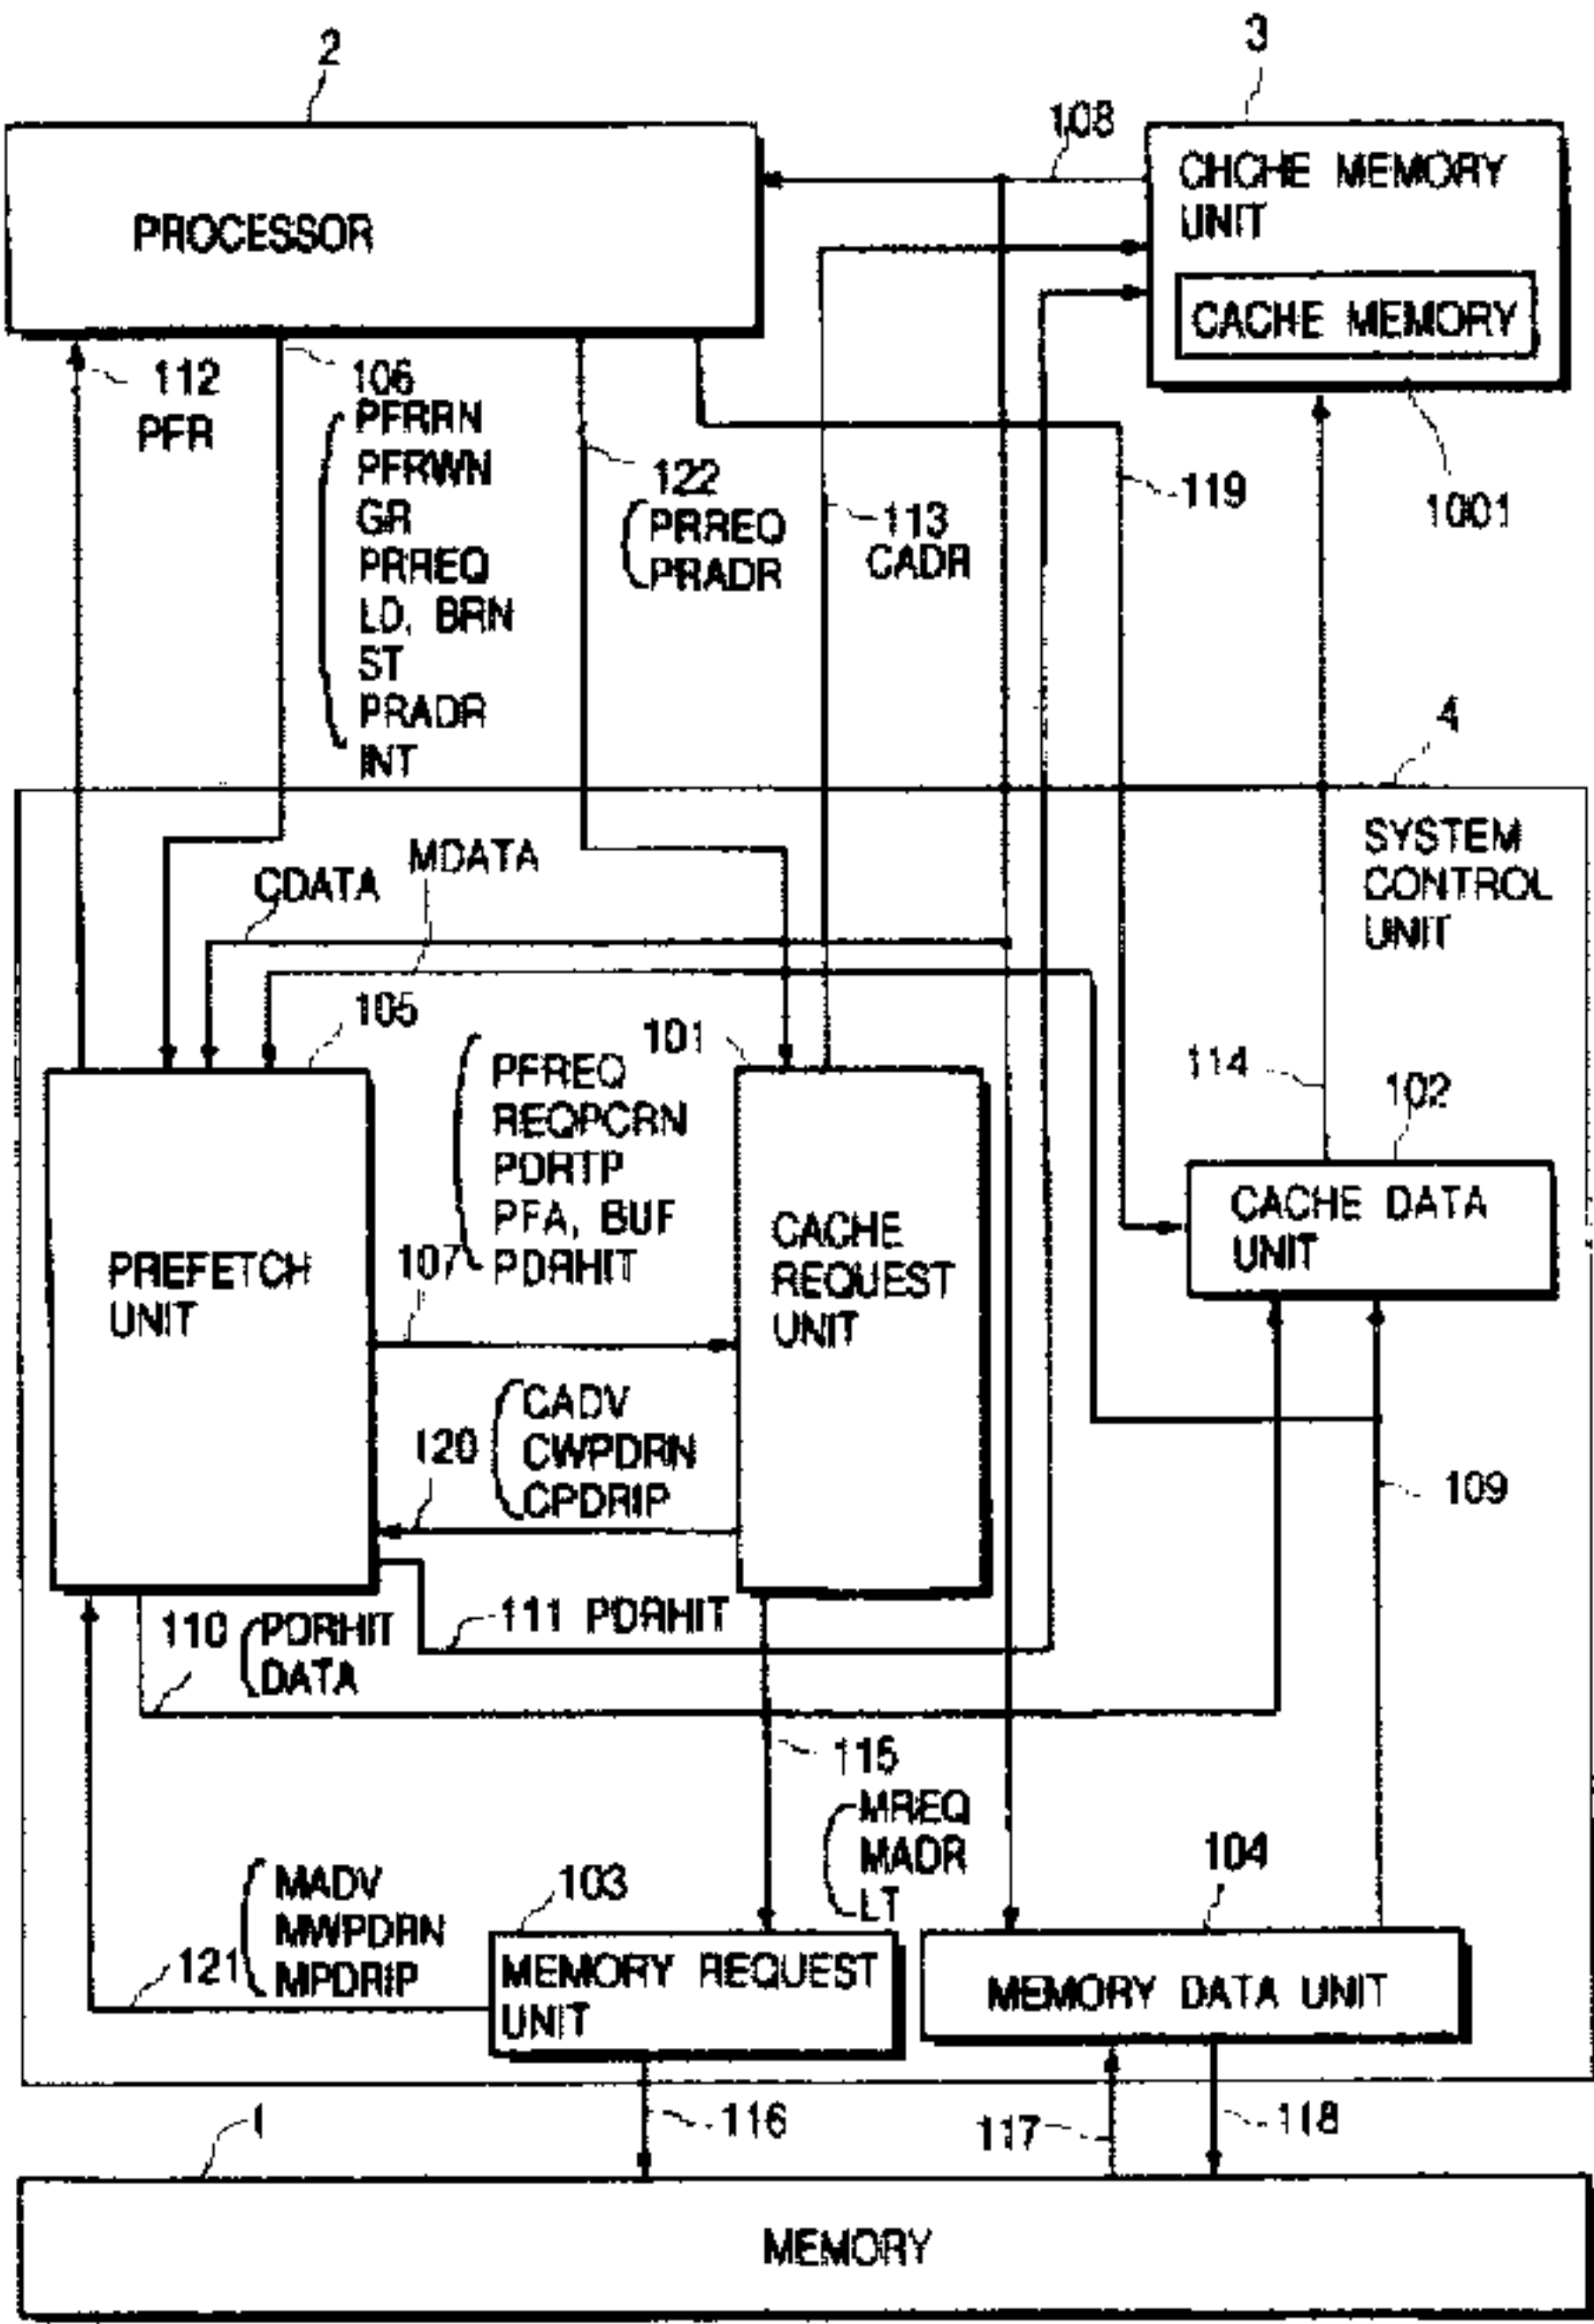 2
3
108
CHCHE MEMORY
UNIT
PROCESSOR
CACHE MEMORY
112
PFR
106
PFRRN
PFRWN
GR
PRREQ
LD, BRN
ST
PRADR
INT
122
PRREQ
PRADR
113
CADR
119
1001
4
SYSTEM
CONTROL
UNIT
MDATA
CDATA
105
101
PFREQ
REQPCRN
PDRTP
PFA, BUF
PDRHIT
107
114
102
CACHE DATA
UNIT
PREFETCH
UNIT
CACHE
REQUEST
UNIT
CADV
CWPDRN
CPDRIP
120
109
111 PDRHIT
110
PDRHIT
DATA
115
MREQ
MADR
LT
104
103
MADV
MWPDRN
MPDRIP
121
MEMORY REQUEST
UNIT
MEMORY DATA UNIT
116
117
118
1
MEMORY